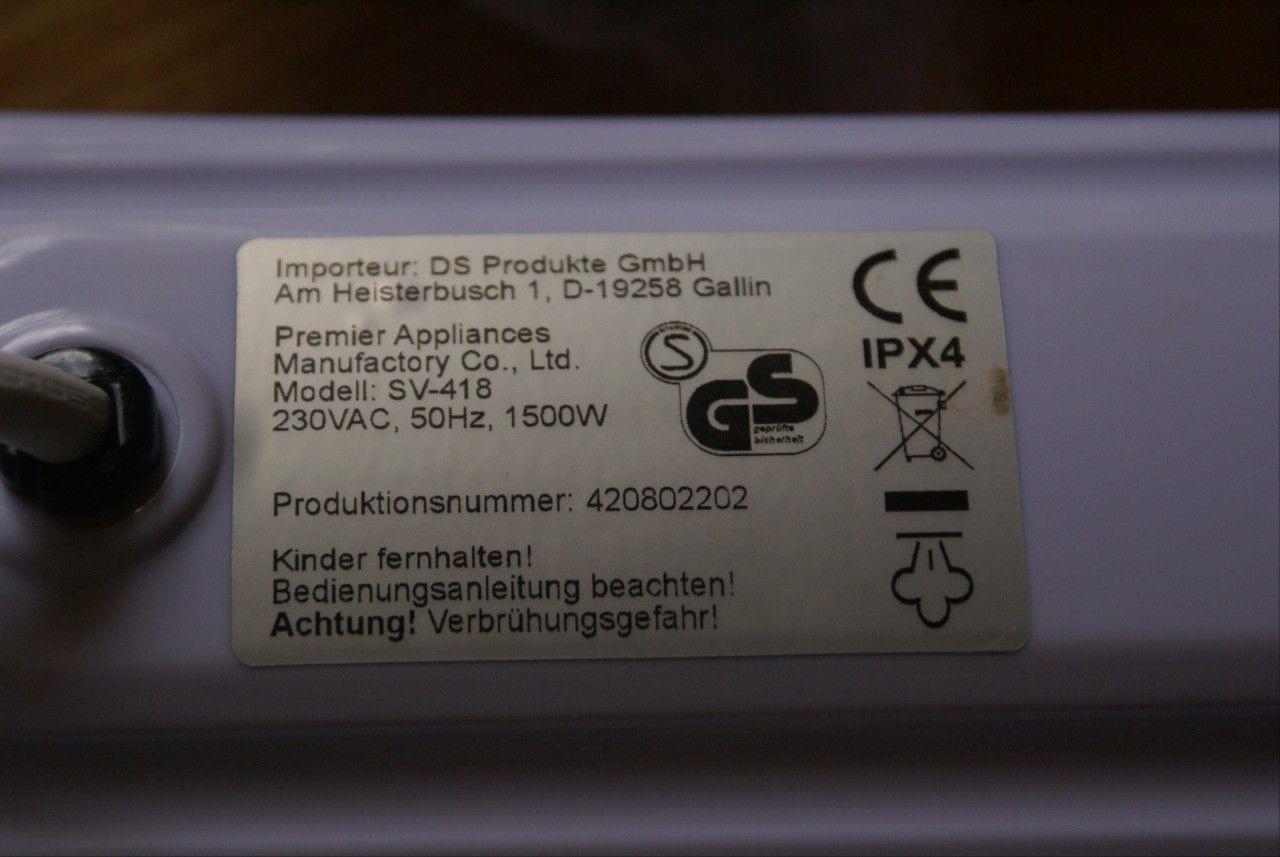 Importeur: DS Produkte GmbH
Am Heisterbusch 1, D-19258 Gallin
CE
Premier Appliances
Manufactory Co., Ltd.
Modell: SV-418
230VAC, 50Hz, 1500W
S
GS
geprüfte
Sicherheit
IPX4
Produktionsnummer: 420802202
Kinder fernhalten!
Bedienungsanleitung beachten!
Achtung! Verbrühungsgefahr!